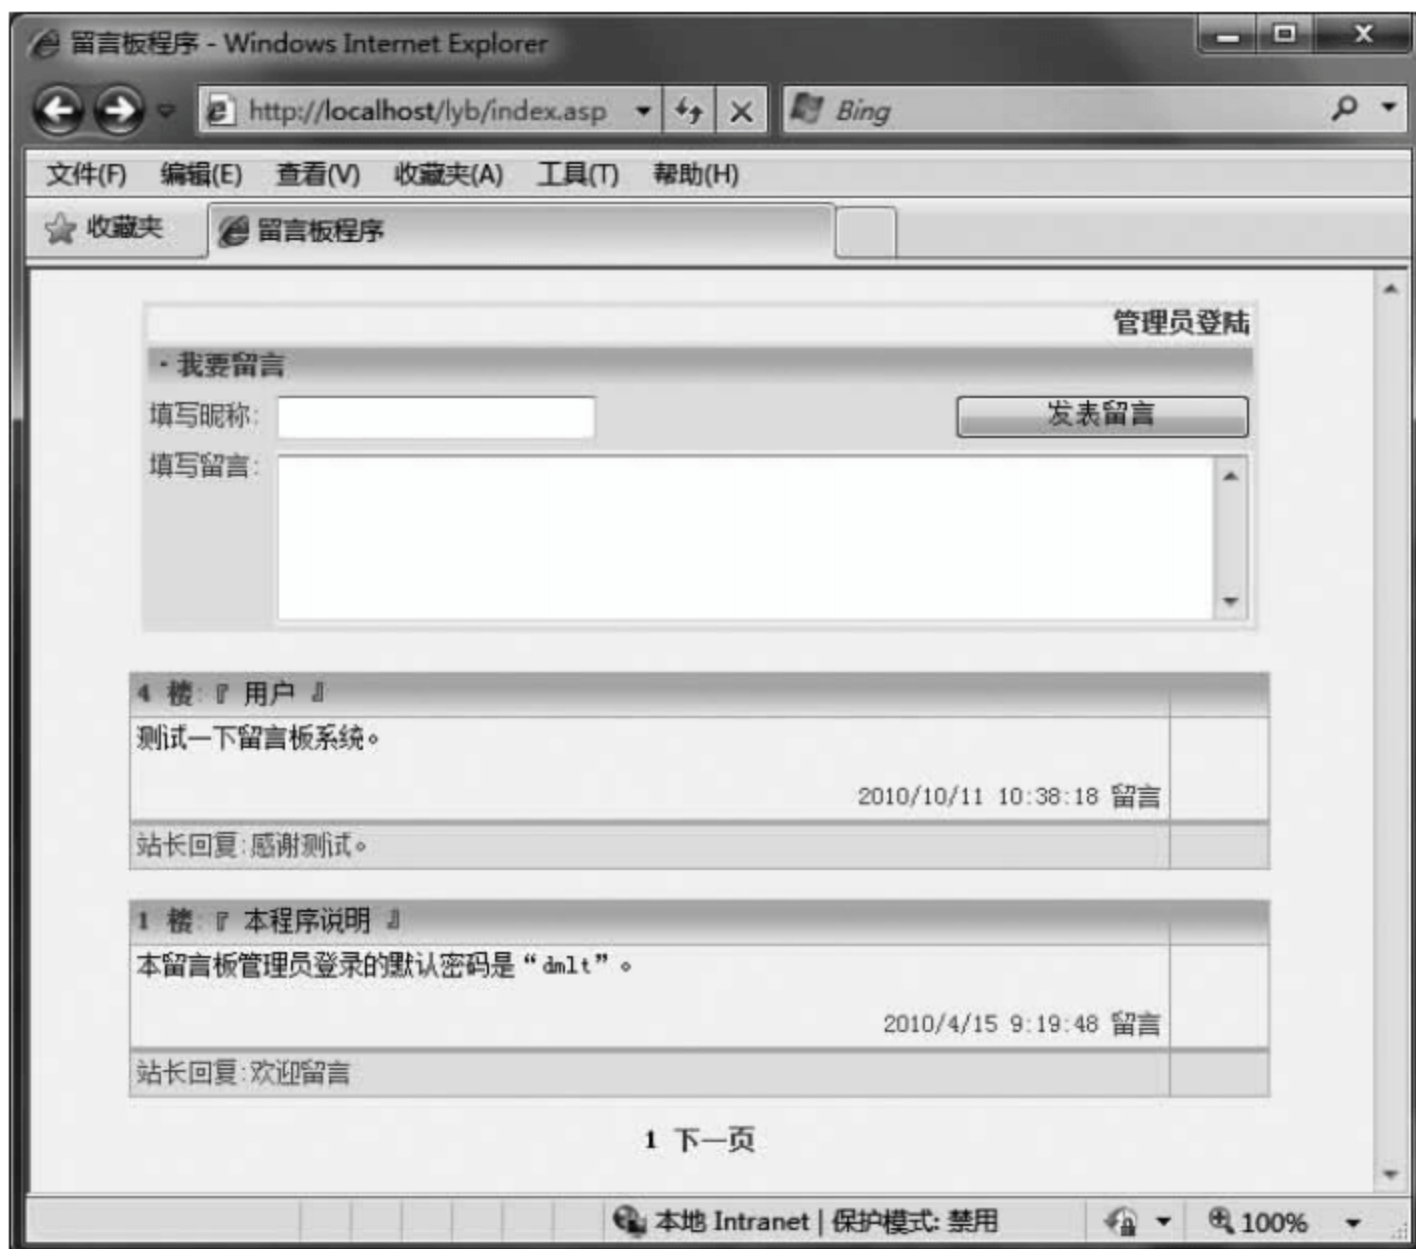 留言板程序 - Windows Internet Explorer
http://localhost/lyb/index.asp
Bing
文件(F) 编辑(E) 查看(V) 收藏夹(A) 工具(T) 帮助(H)
收藏夹 留言板程序
管理员登陆
·我要留言
填写昵称: 发表留言
填写留言:
4 楼:『 用户 』
测试一下留言板系统。
2010/10/11 10:38:18 留言
站长回复:感谢测试。
1 楼:『 本程序说明 』
本留言板管理员登录的默认密码是“dmlt”。
2010/4/15 9:19:48 留言
站长回复:欢迎留言
1 下一页
本地 Intranet | 保护模式: 禁用 100%